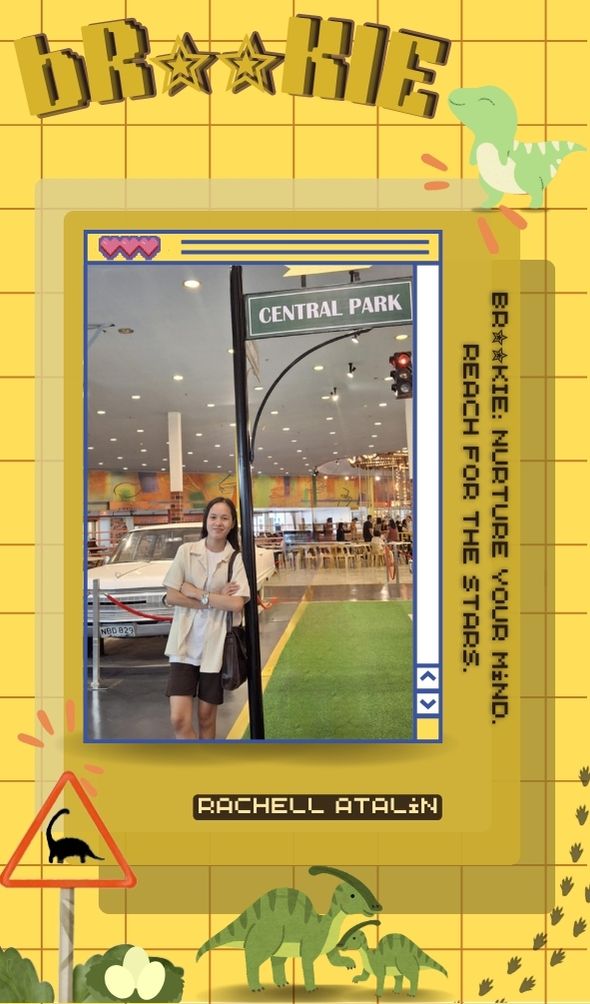 bR☆☆KIE
CENTRAL PARK
NBD 829
BR☆☆KIE: NURTURE YOUR MiND.
REACH FOR THE STARS.
RACHELL ATALiN